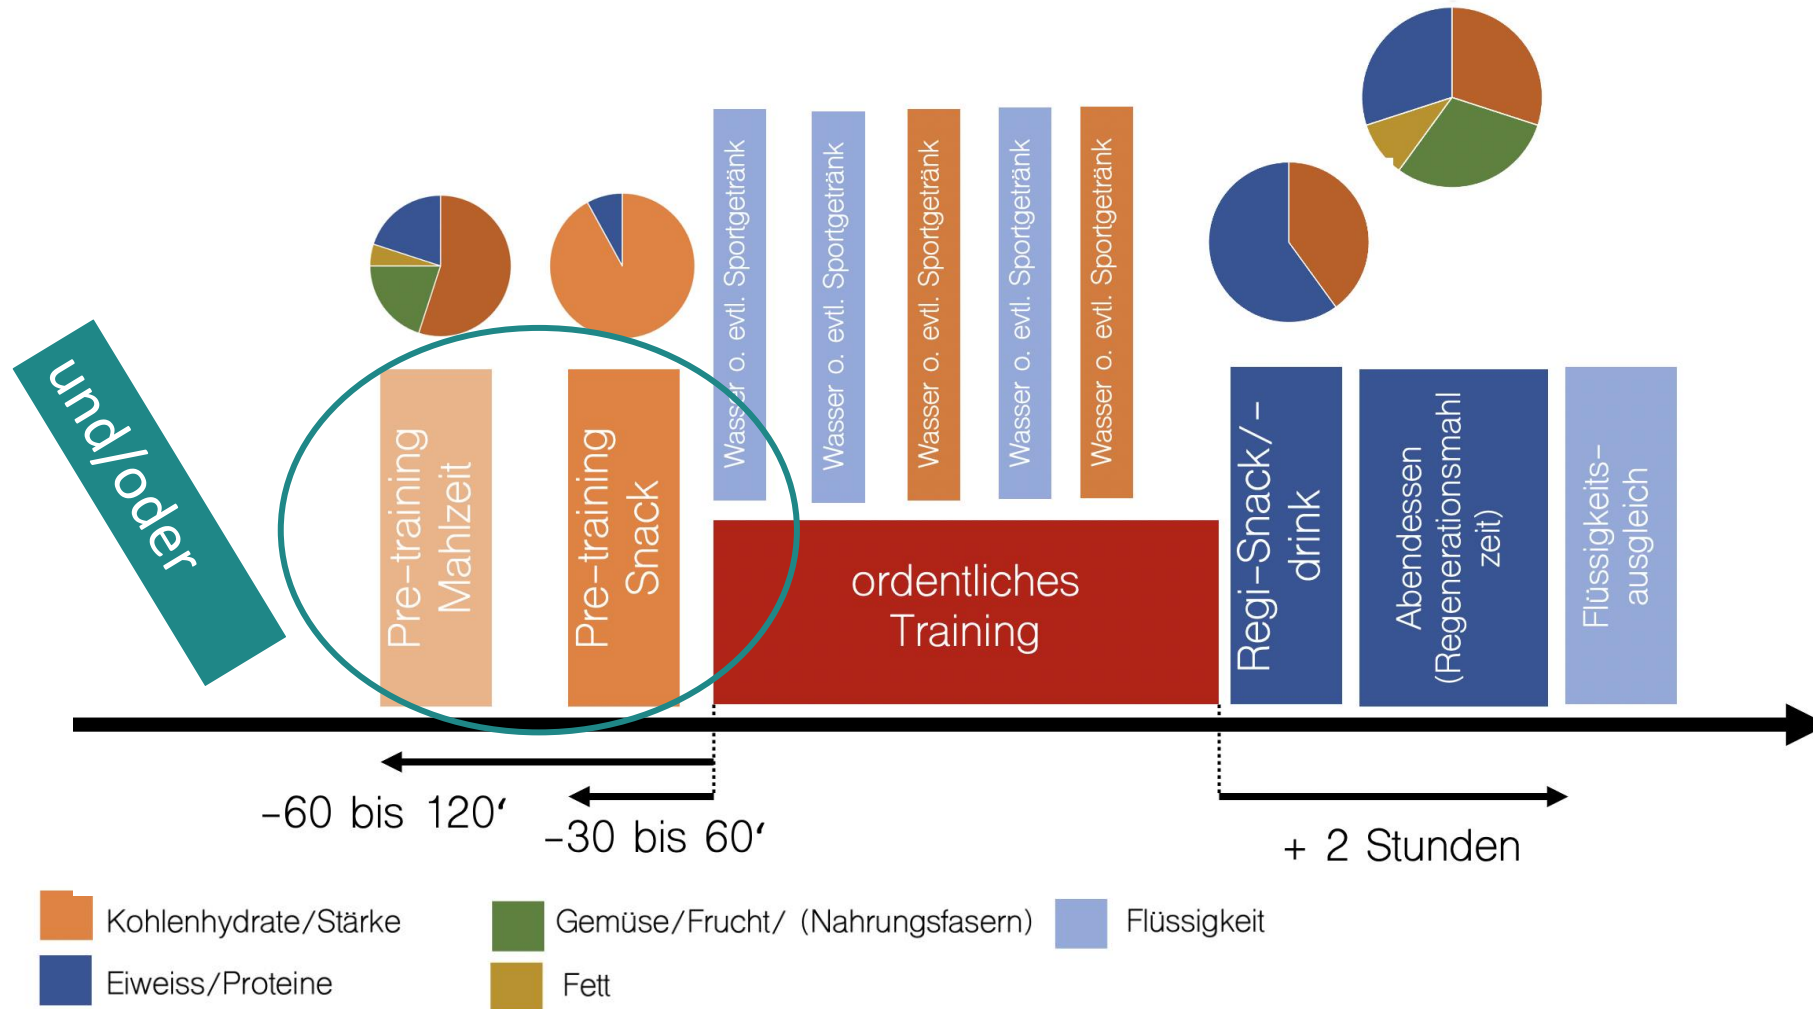 und/oder
Pre-training
Mahlzeit
Pre-training
Snack
Wasser o. evtl. Sportgetränk
Wasser o. evtl. Sportgetränk
Wasser o. evtl. Sportgetränk
Wasser o. evtl. Sportgetränk
Wasser o. evtl. Sportgetränk
ordentliches
Training
Regi-Snack/-
drink
Abendessen
(Regenerationsmahl
zeit)
Flüssigkeits-
ausgleich
-60 bis 120‘
-30 bis 60‘
+ 2 Stunden
Kohlenhydrate/Stärke
Gemüse/Frucht/ (Nahrungsfasern)
Flüssigkeit
Eiweiss/Proteine
Fett